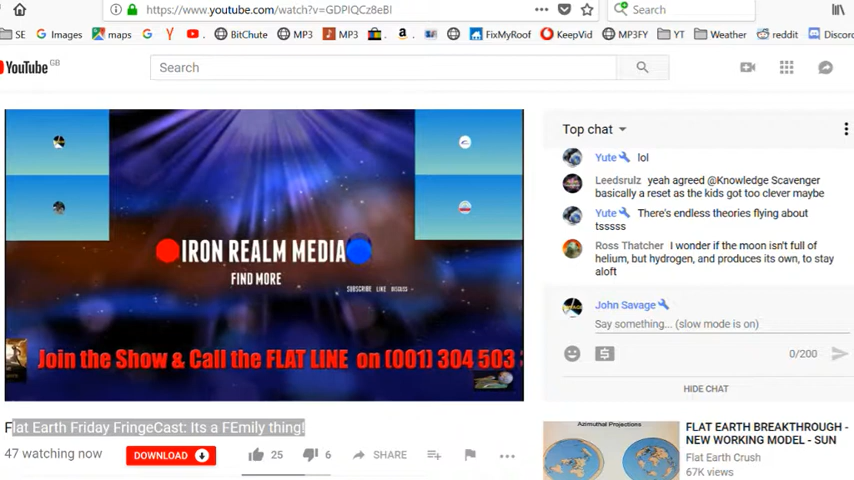 https://www.youtube.com/watch?v=GDPIQCz8eBI
Search
SE Images maps BitChute MP3 MP3 FixMyRoof KeepVid MP3FY YT Weather reddit Discord
YouTube GB
Search
Top chat
Yute lol
Leedsrulz yeah agreed @Knowledge Scavenger
basically a reset as the kids got too clever maybe
Yute There's endless theories flying about
tsssss
Ross Thatcher I wonder if the moon isn't full of
helium, but hydrogen, and produces its own, to stay
aloft
John Savage
Say something... (slow mode is on)
0/200
HIDE CHAT
IRON REALM MEDIA
FIND MORE
SUBSCRIBE LIKE DISCUSS
Join the Show & Call the FLAT LINE on (001) 304 503
Flat Earth Friday FringeCast: Its a FEmily thing!
47 watching now
DOWNLOAD
25
6
SHARE
Azimuthal Projections
FLAT EARTH BREAKTHROUGH -
NEW WORKING MODEL - SUN
Flat Earth Crush
67K views